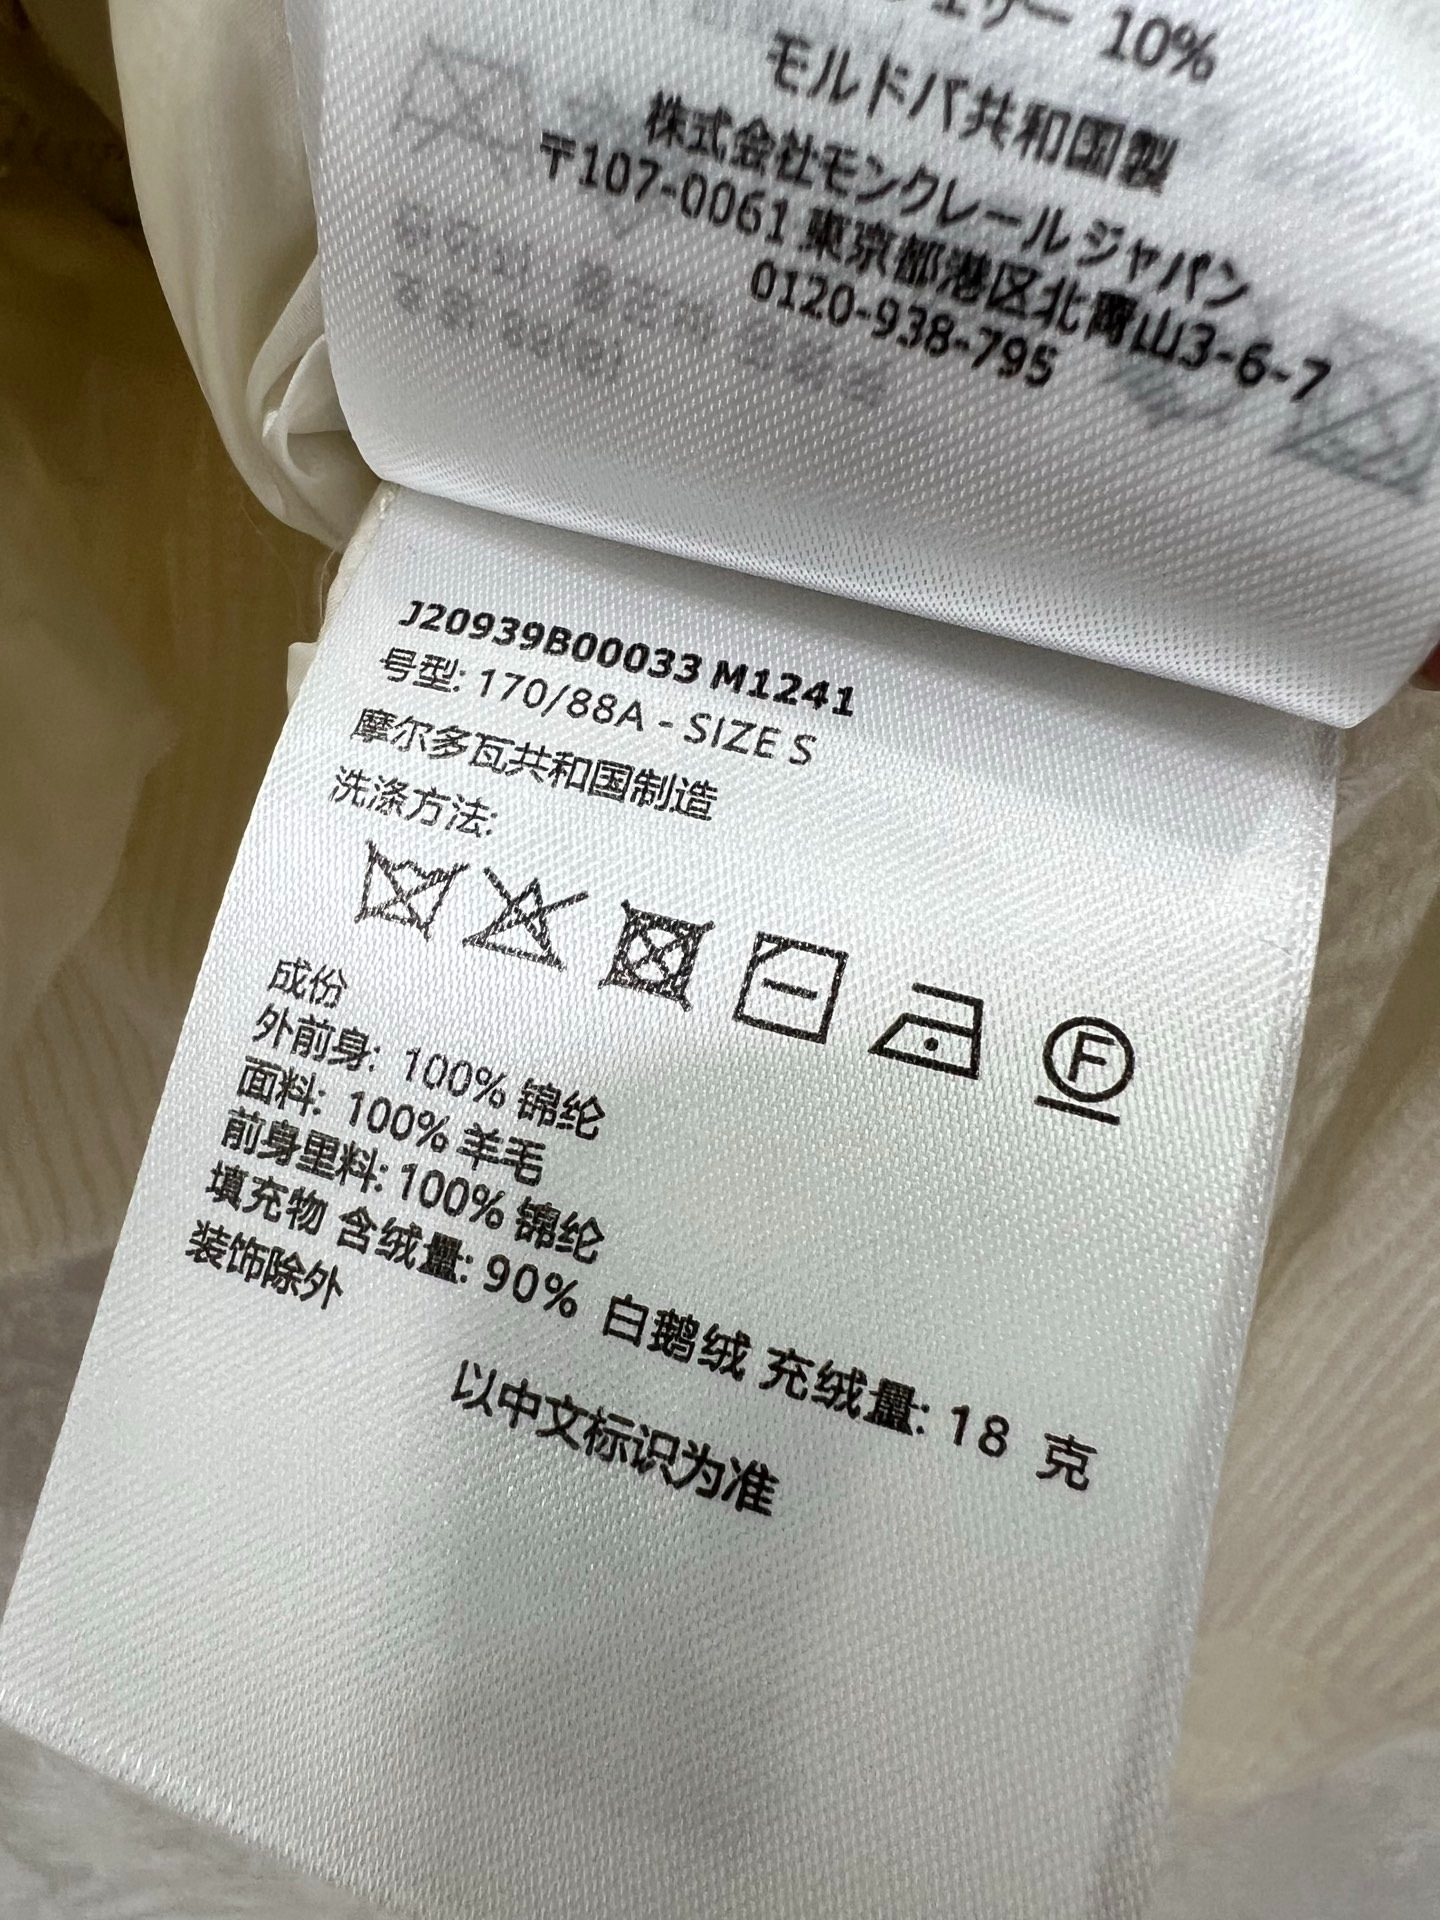 ェザー 10%
モルドバ共和国製
株式会社モンクレール ジャパン
〒107-0061 東京都港区北青山3-6-7
0120-938-795
J20939B00033 M1241
号型: 170/88A - SIZE S
摩尔多瓦共和国制造
洗涤方法:
F
成份
外前身: 100% 锦纶
面料: 100% 羊毛
前身里料: 100% 锦纶
填充物 含绒量: 90% 白鹅绒 充绒量: 18 克
装饰除外
以中文标识为准